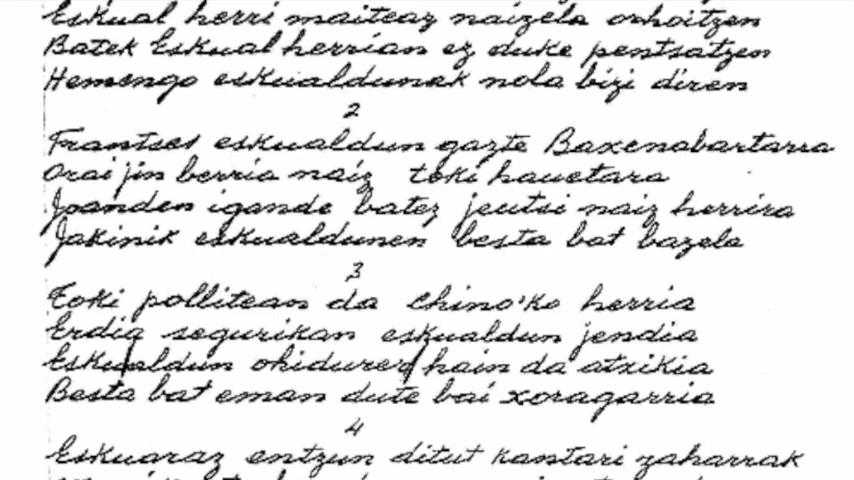 Eskual herri maiteaz naizela orhoitzen
Batek Eskual herrian ez duke pentsatzen
Hemengo eskualdunak nola bizi diren
2
Frantses eskualdun gazte Baxenabartarra
Orai jin berria naiz toki hauetara
Joanden igande batez jeutsi naiz herrira
Jakinik eskualdunen besta bat bazela
3
Toki pollitean da Chino'ko herria
Erdia segurikan eskualdun jendia
Eskualdun ohidurer hain da atxikia
Besta bat eman dute bai xoragarria
4
Eskuaraz entzun ditut kantari zaharrak